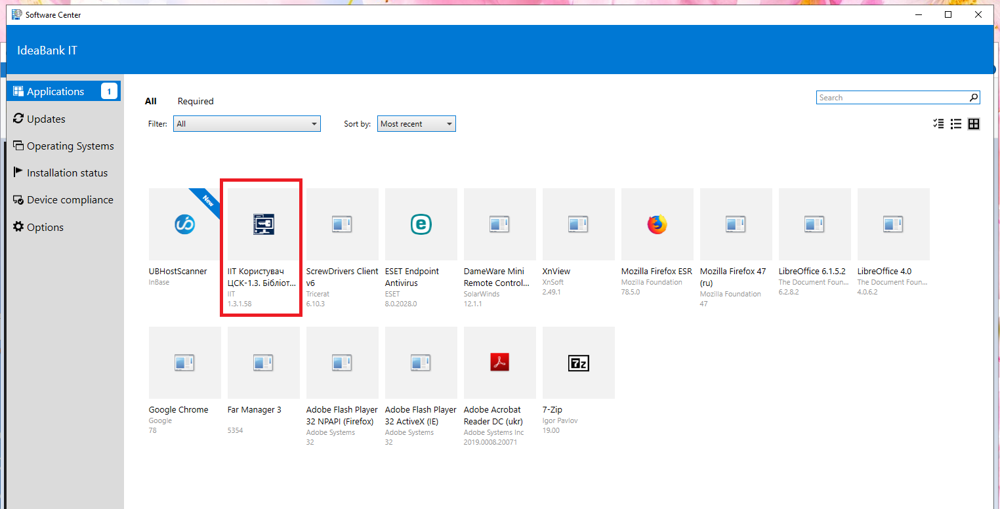 Software Center
IdeaBank IT
Applications 1
Updates
Operating Systems
Installation status
Device compliance
Options
All Required
Search
Filter: All Sort by: Most recent
New
UBHostScanner
InBase
IIT Користувач
ЦСК-1.3. Бібліот...
IIT
1.3.1.58
ScrewDrivers Client
v6
Tricerat
6.10.3
ESET Endpoint
Antivirus
ESET
8.0.2028.0
DameWare Mini
Remote Control...
SolarWinds
12.1.1
XnView
XnSoft
2.49.1
Mozilla Firefox ESR
Mozilla Foundation
78.5.0
Mozilla Firefox 47
(ru)
Mozilla Foundation
47
LibreOffice 6.1.5.2
The Document Foun...
6.2.8.2
LibreOffice 4.0
The Document Foun...
4.0.6.2
Google Chrome
Google
78
Far Manager 3
5354
Adobe Flash Player
32 NPAPI (Firefox)
Adobe Systems
32
Adobe Flash Player
32 ActiveX (IE)
Adobe Systems
32
Adobe Acrobat
Reader DC (ukr)
Adobe Systems Inc
2019.0008.20071
7z
7-Zip
Igor Pavlov
19.00